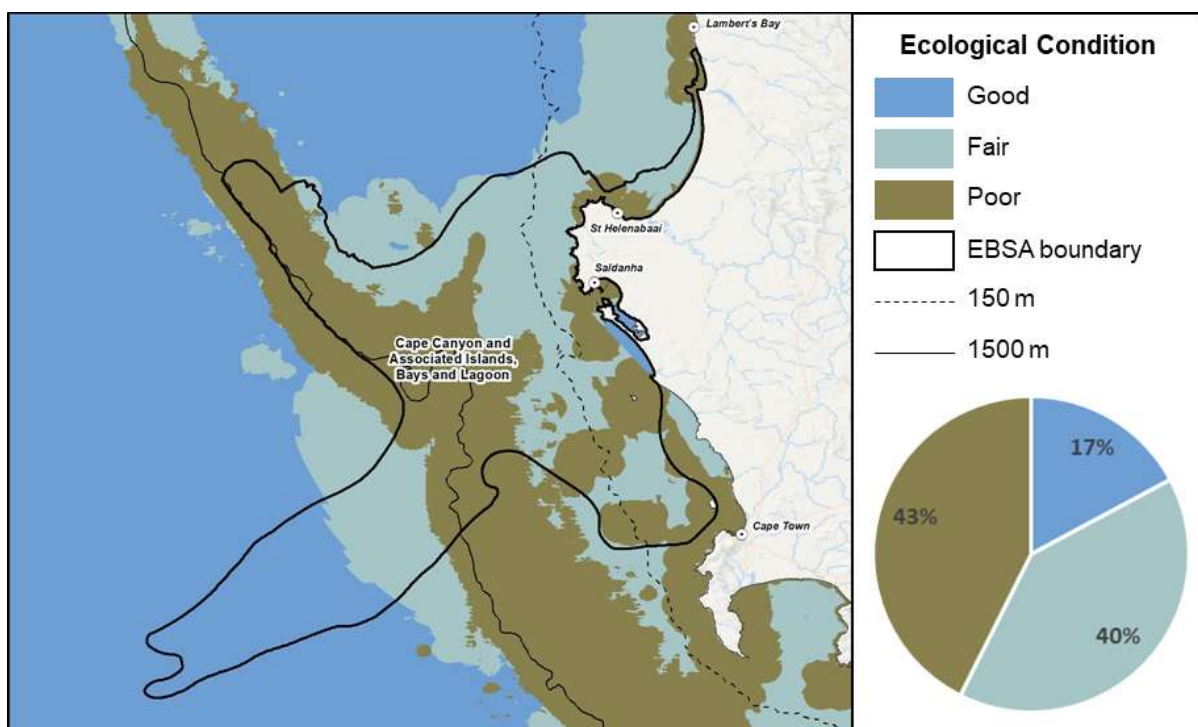 Lambert's Bay
St Helenabaai
Saldanha
Cape Canyon and
Associated Islands,
Bays and Lagoon
Cape Town
Ecological Condition
Good
Fair
Poor
EBSA boundary
150 m
1500 m
17%
43%
40%